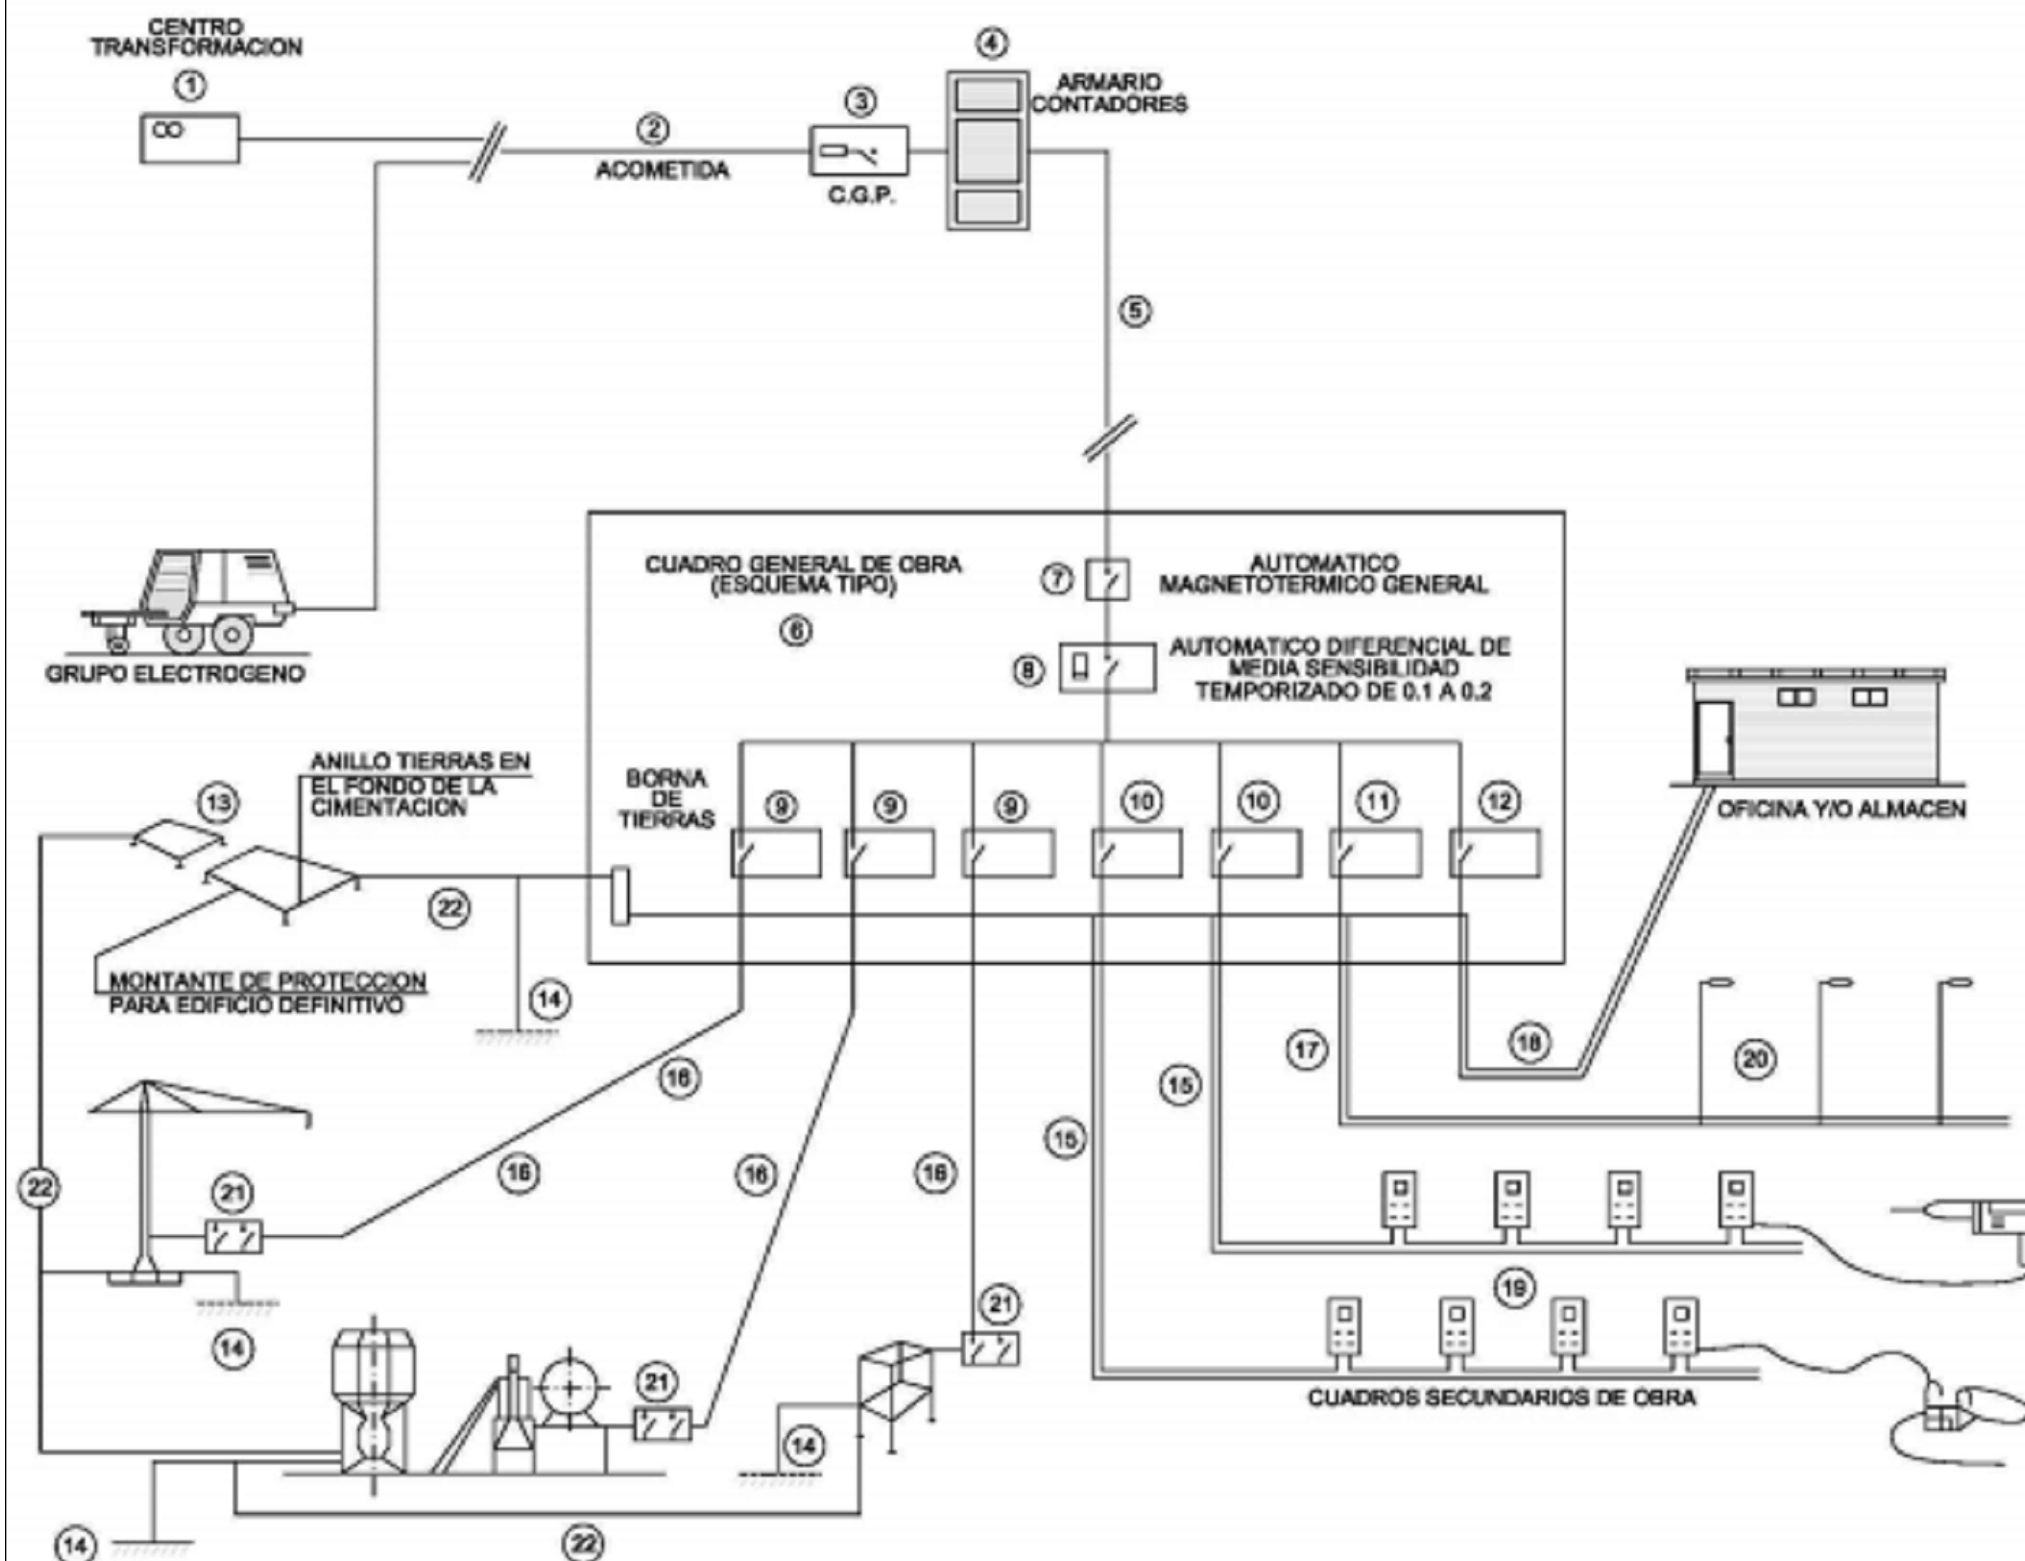 CENTRO
TRANSFORMACION
1
2
ACOMETIDA
3
C.G.P.
4
ARMARIO
CONTADORES
5
GRUPO ELECTROGENO
CUADRO GENERAL DE OBRA
(ESQUEMA TIPO)
6
7
AUTOMATICO
MAGNETOTERMICO GENERAL
8
AUTOMATICO DIFERENCIAL DE
MEDIA SENSIBILIDAD
TEMPORIZADO DE 0.1 A 0.2
BORNA
DE
TIERRAS
9
9
9
10
10
11
12
OFICINA Y/O ALMACEN
13
ANILLO TIERRAS EN
EL FONDO DE LA
CIMENTACION
22
MONTANTE DE PROTECCION
PARA EDIFICIO DEFINITIVO
14
16
16
16
16
15
15
17
18
20
22
21
14
21
21
14
19
CUADROS SECUNDARIOS DE OBRA
14
22